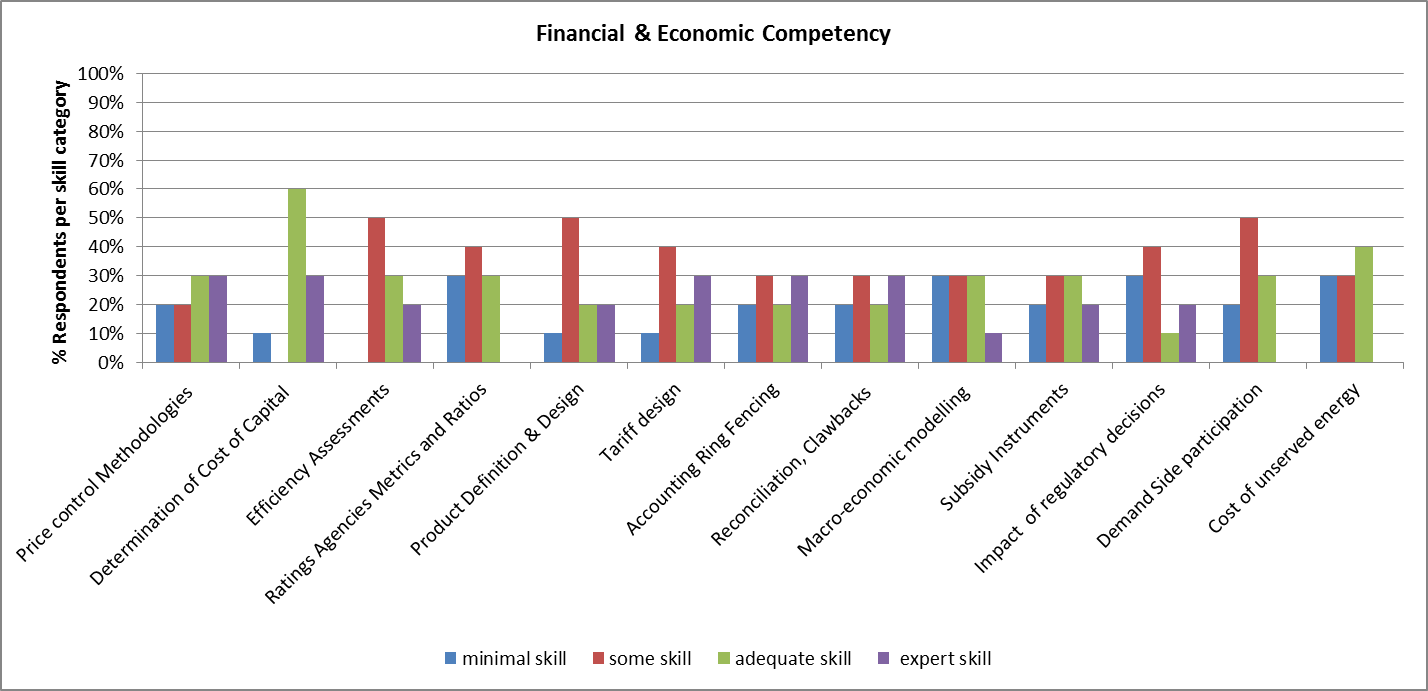 Financial & Economic Competency
% Respondents per skill category
100%
90%
80%
70%
60%
50%
40%
30%
20%
10%
0%
Price control Methodologies
Determination of Cost of Capital
Efficiency Assessments
Ratings Agencies Metrics and Ratios
Product Definition & Design
Tariff design
Accounting Ring Fencing
Reconciliation, Clawbacks
Macro-economic modelling
Subsidy Instruments
Impact of regulatory decisions
Demand Side participation
Cost of unserved energy
minimal skill some skill adequate skill expert skill